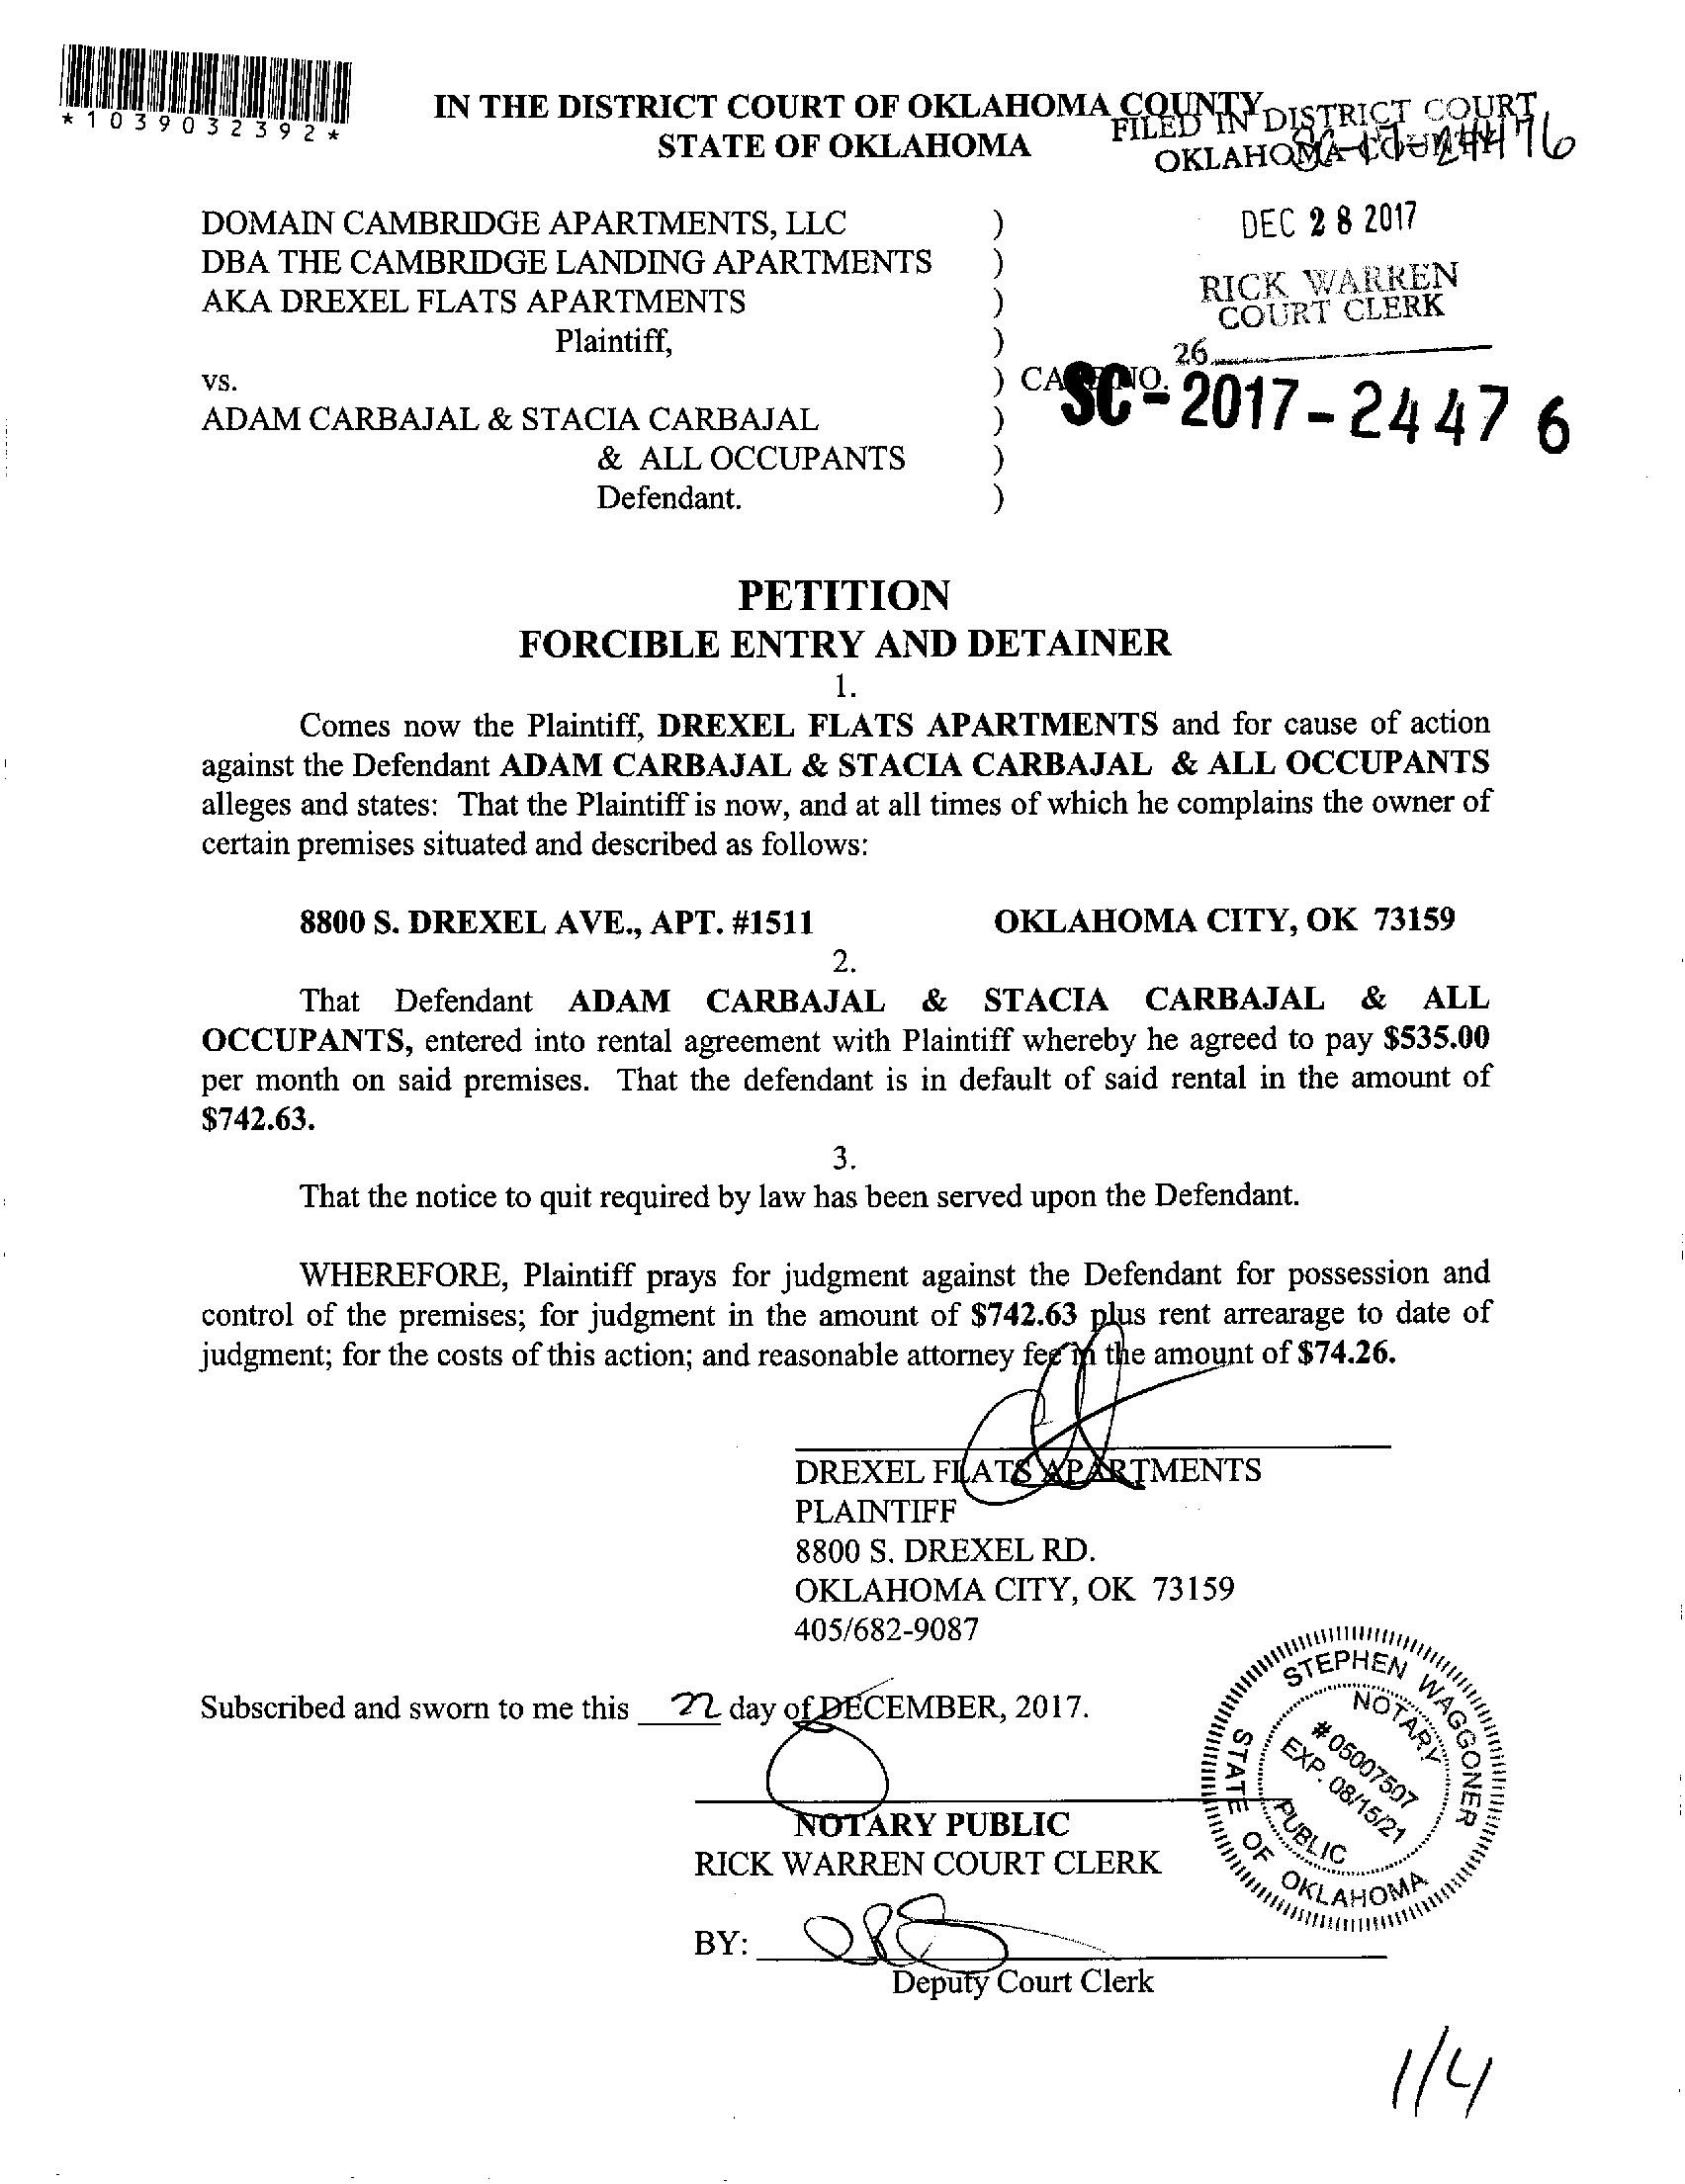 *1039032392*
IN THE DISTRICT COURT OF OKLAHOMA COUNTY
STATE OF OKLAHOMA
FILED IN DISTRICT COURT
OKLAHOMA COUNTY
SC-17-24476
DEC 28 2017
RICK WARREN
COURT CLERK
26
DOMAIN CAMBRIDGE APARTMENTS, LLC )
DBA THE CAMBRIDGE LANDING APARTMENTS )
AKA DREXEL FLATS APARTMENTS )
Plaintiff, )
vs. ) CASE NO. SC-2017-24476
ADAM CARBAJAL & STACIA CARBAJAL )
& ALL OCCUPANTS )
Defendant. )
PETITION
FORCIBLE ENTRY AND DETAINER
1.
Comes now the Plaintiff, DREXEL FLATS APARTMENTS and for cause of action
against the Defendant ADAM CARBAJAL & STACIA CARBAJAL & ALL OCCUPANTS
alleges and states: That the Plaintiff is now, and at all times of which he complains the owner of
certain premises situated and described as follows:
8800 S. DREXEL AVE., APT. #1511 OKLAHOMA CITY, OK 73159
2.
That Defendant ADAM CARBAJAL & STACIA CARBAJAL & ALL
OCCUPANTS, entered into rental agreement with Plaintiff whereby he agreed to pay $535.00
per month on said premises. That the defendant is in default of said rental in the amount of
$742.63.
3.
That the notice to quit required by law has been served upon the Defendant.
WHEREFORE, Plaintiff prays for judgment against the Defendant for possession and
control of the premises; for judgment in the amount of $742.63 plus rent arrearage to date of
judgment; for the costs of this action; and reasonable attorney fee in the amount of $74.26.
DREXEL FLATS APARTMENTS
PLAINTIFF
8800 S. DREXEL RD.
OKLAHOMA CITY, OK 73159
405/682-9087
Subscribed and sworn to me this 22 day of DECEMBER, 2017.
NOTARY PUBLIC
RICK WARREN COURT CLERK
BY:
Deputy Court Clerk
STEPHEN WAGGONER
NOTARY
#05007507
EXP. 08/15/21
PUBLIC
STATE OF OKLAHOMA
1/4